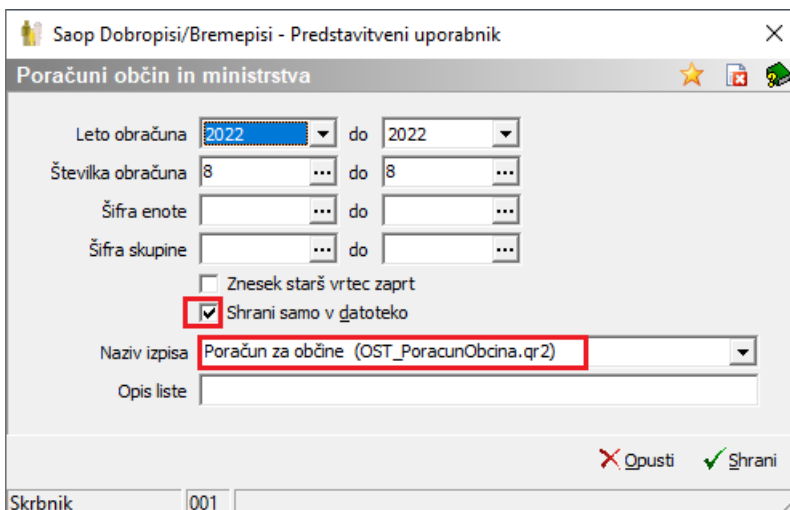 Saop Dobropisi/Bremepisi - Predstavitveni uporabnik
Poračuni občin in ministrstva
Leto obračuna 2022 do 2022
Številka obračuna 8 ... do 8 ...
Šifra enote ... do ...
Šifra skupine ... do ...
Znesek starš vrtec zaprt
Shrani samo v datoteko
Naziv izpisa Poračun za občine (OST_PoracunObcina.qr2)
Opis liste
Opusti Shrani
Skrbnik 001